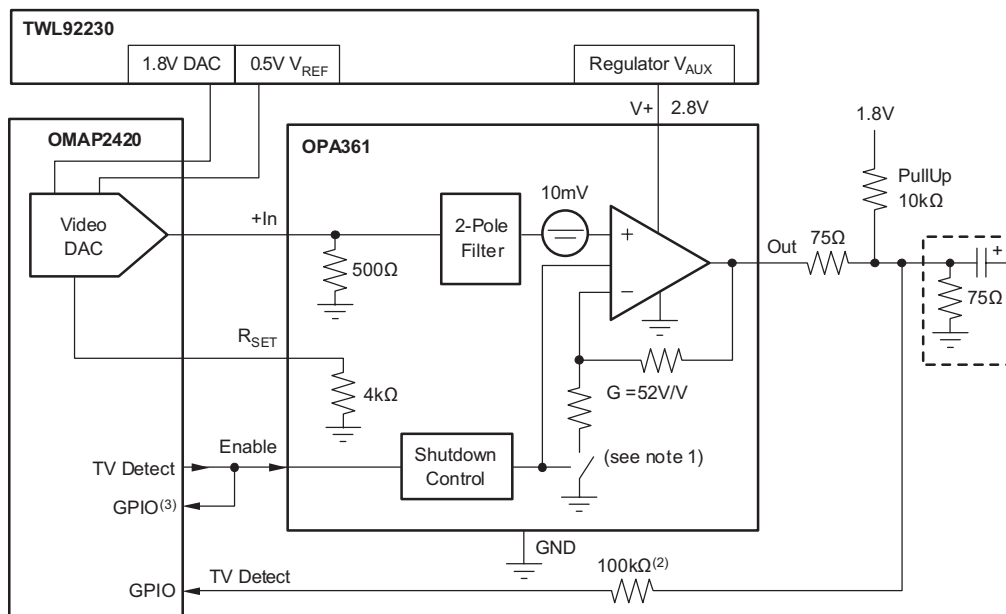 TWL92230
1.8V DAC
0.5V VREF
Regulator VAUX
V+
2.8V
1.8V
OMAP2420
OPA361
PullUp
10kΩ
10mV
Video
DAC
+In
2-Pole
Filter
+
−
Out
75Ω
+
500Ω
75Ω
RSET
4kΩ
G =52V/V
Enable
Shutdown
Control
(see note 1)
TV Detect
GPIO(3)
GND
100kΩ(2)
GPIO
TV Detect